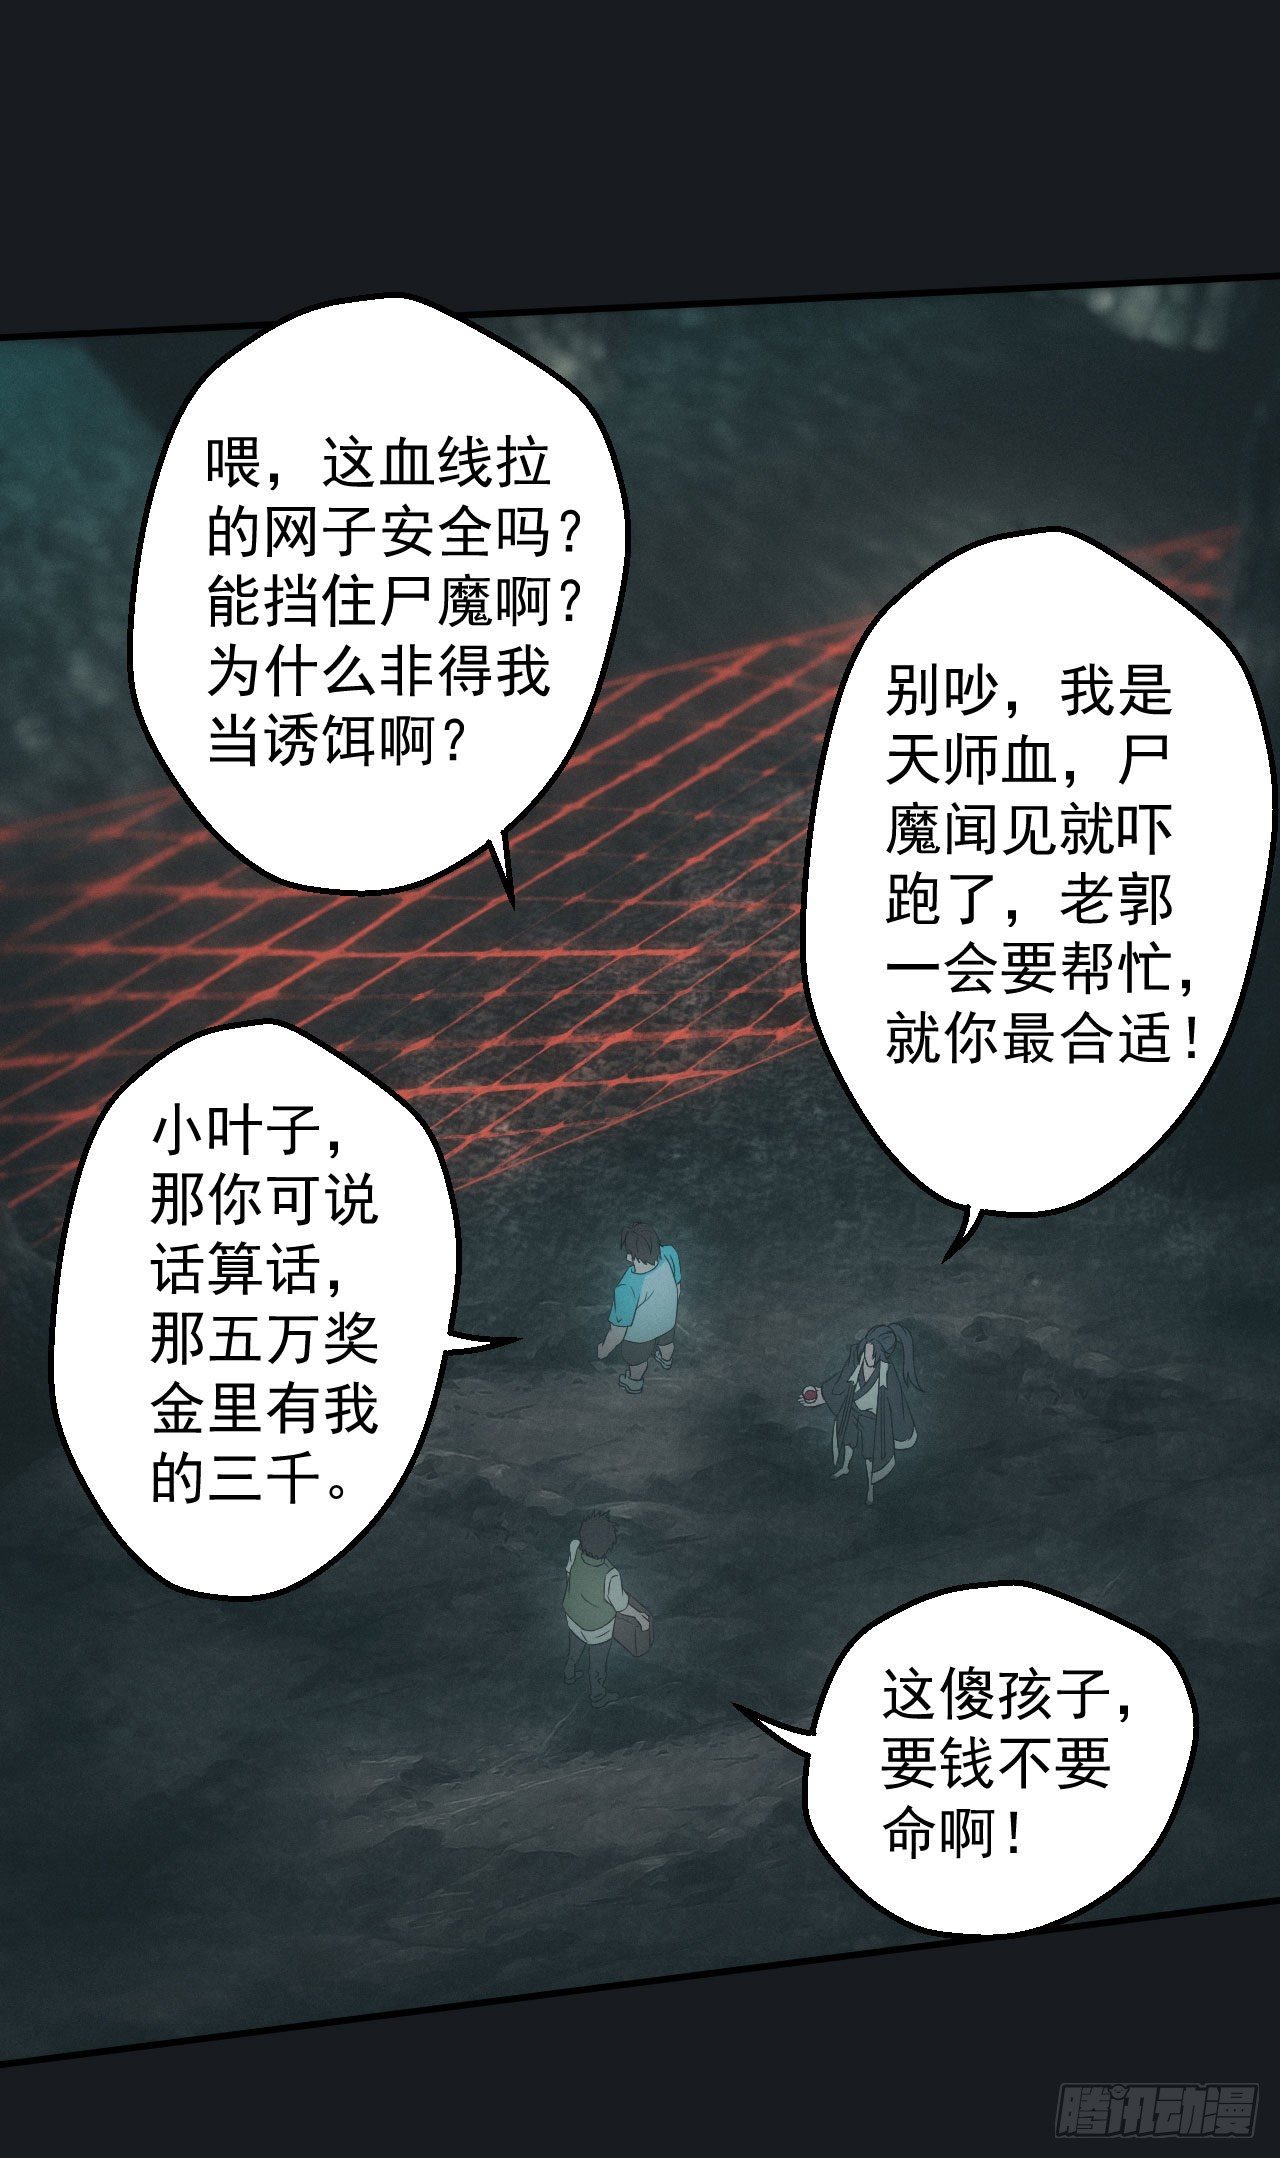 喂，这血线拉
的网子安全吗？
能挡住尸魔啊？
为什么非得我
当诱饵啊？
别吵，我是
天师血，尸
魔闻见就吓
跑了，老郭
一会要帮忙，
就你最合适！
小叶子，
那你可说
话算话，
那五万奖
金里有我
的三千。
这傻孩子，
要钱不要
命啊！
腾讯动漫